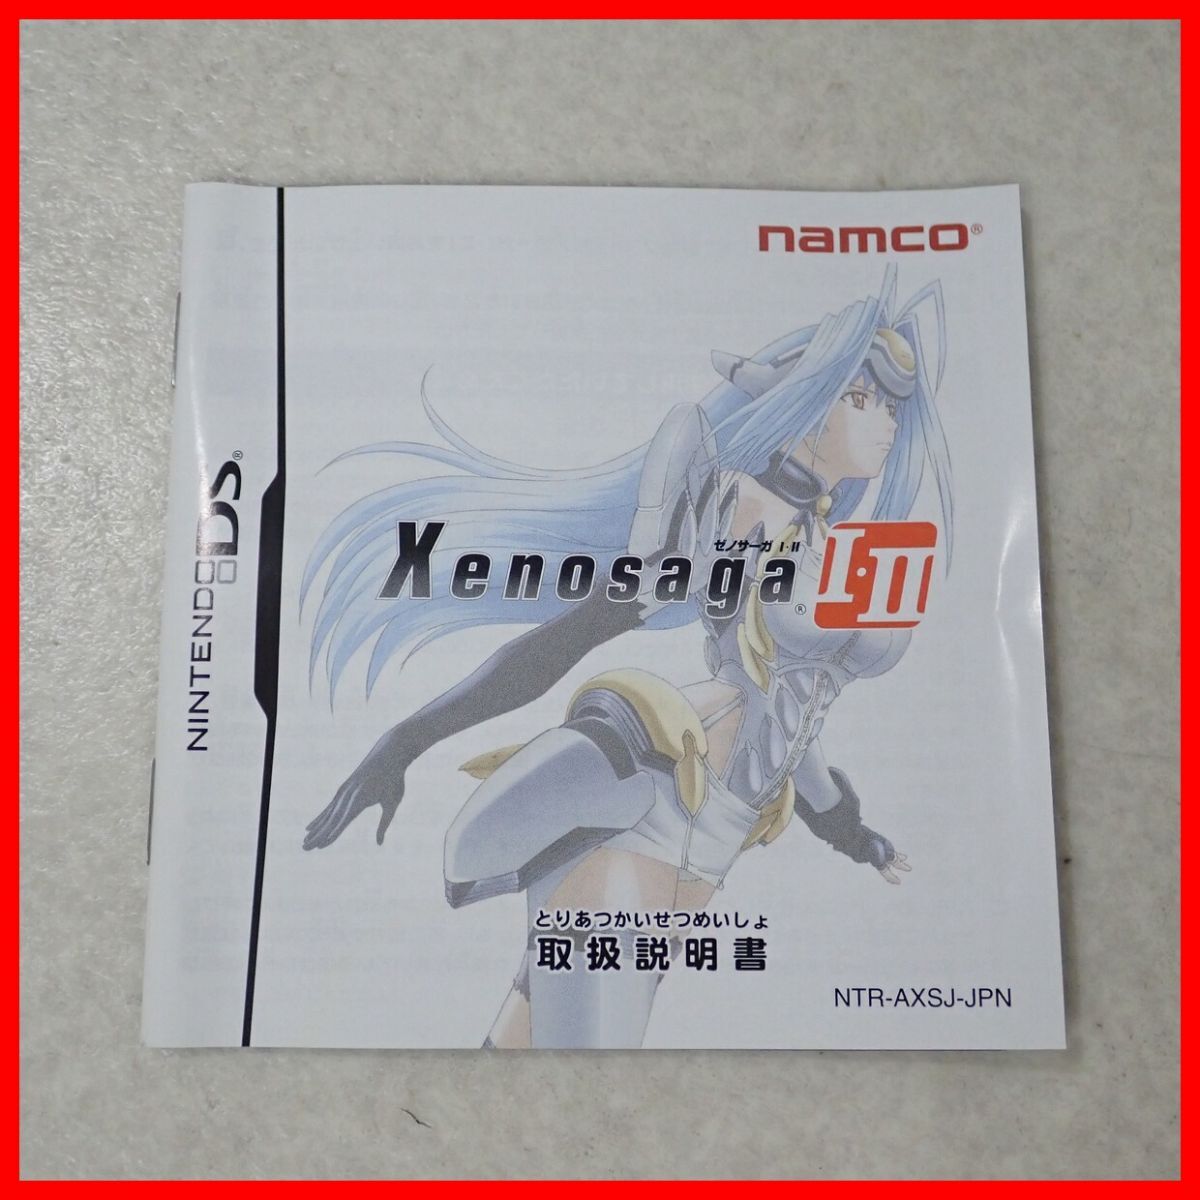 namco®
NINTENDO DS®
ゼノサーガ I・II
Xenosaga® I・II
とりあつかいせつめいしょ
取扱説明書
NTR-AXSJ-JPN